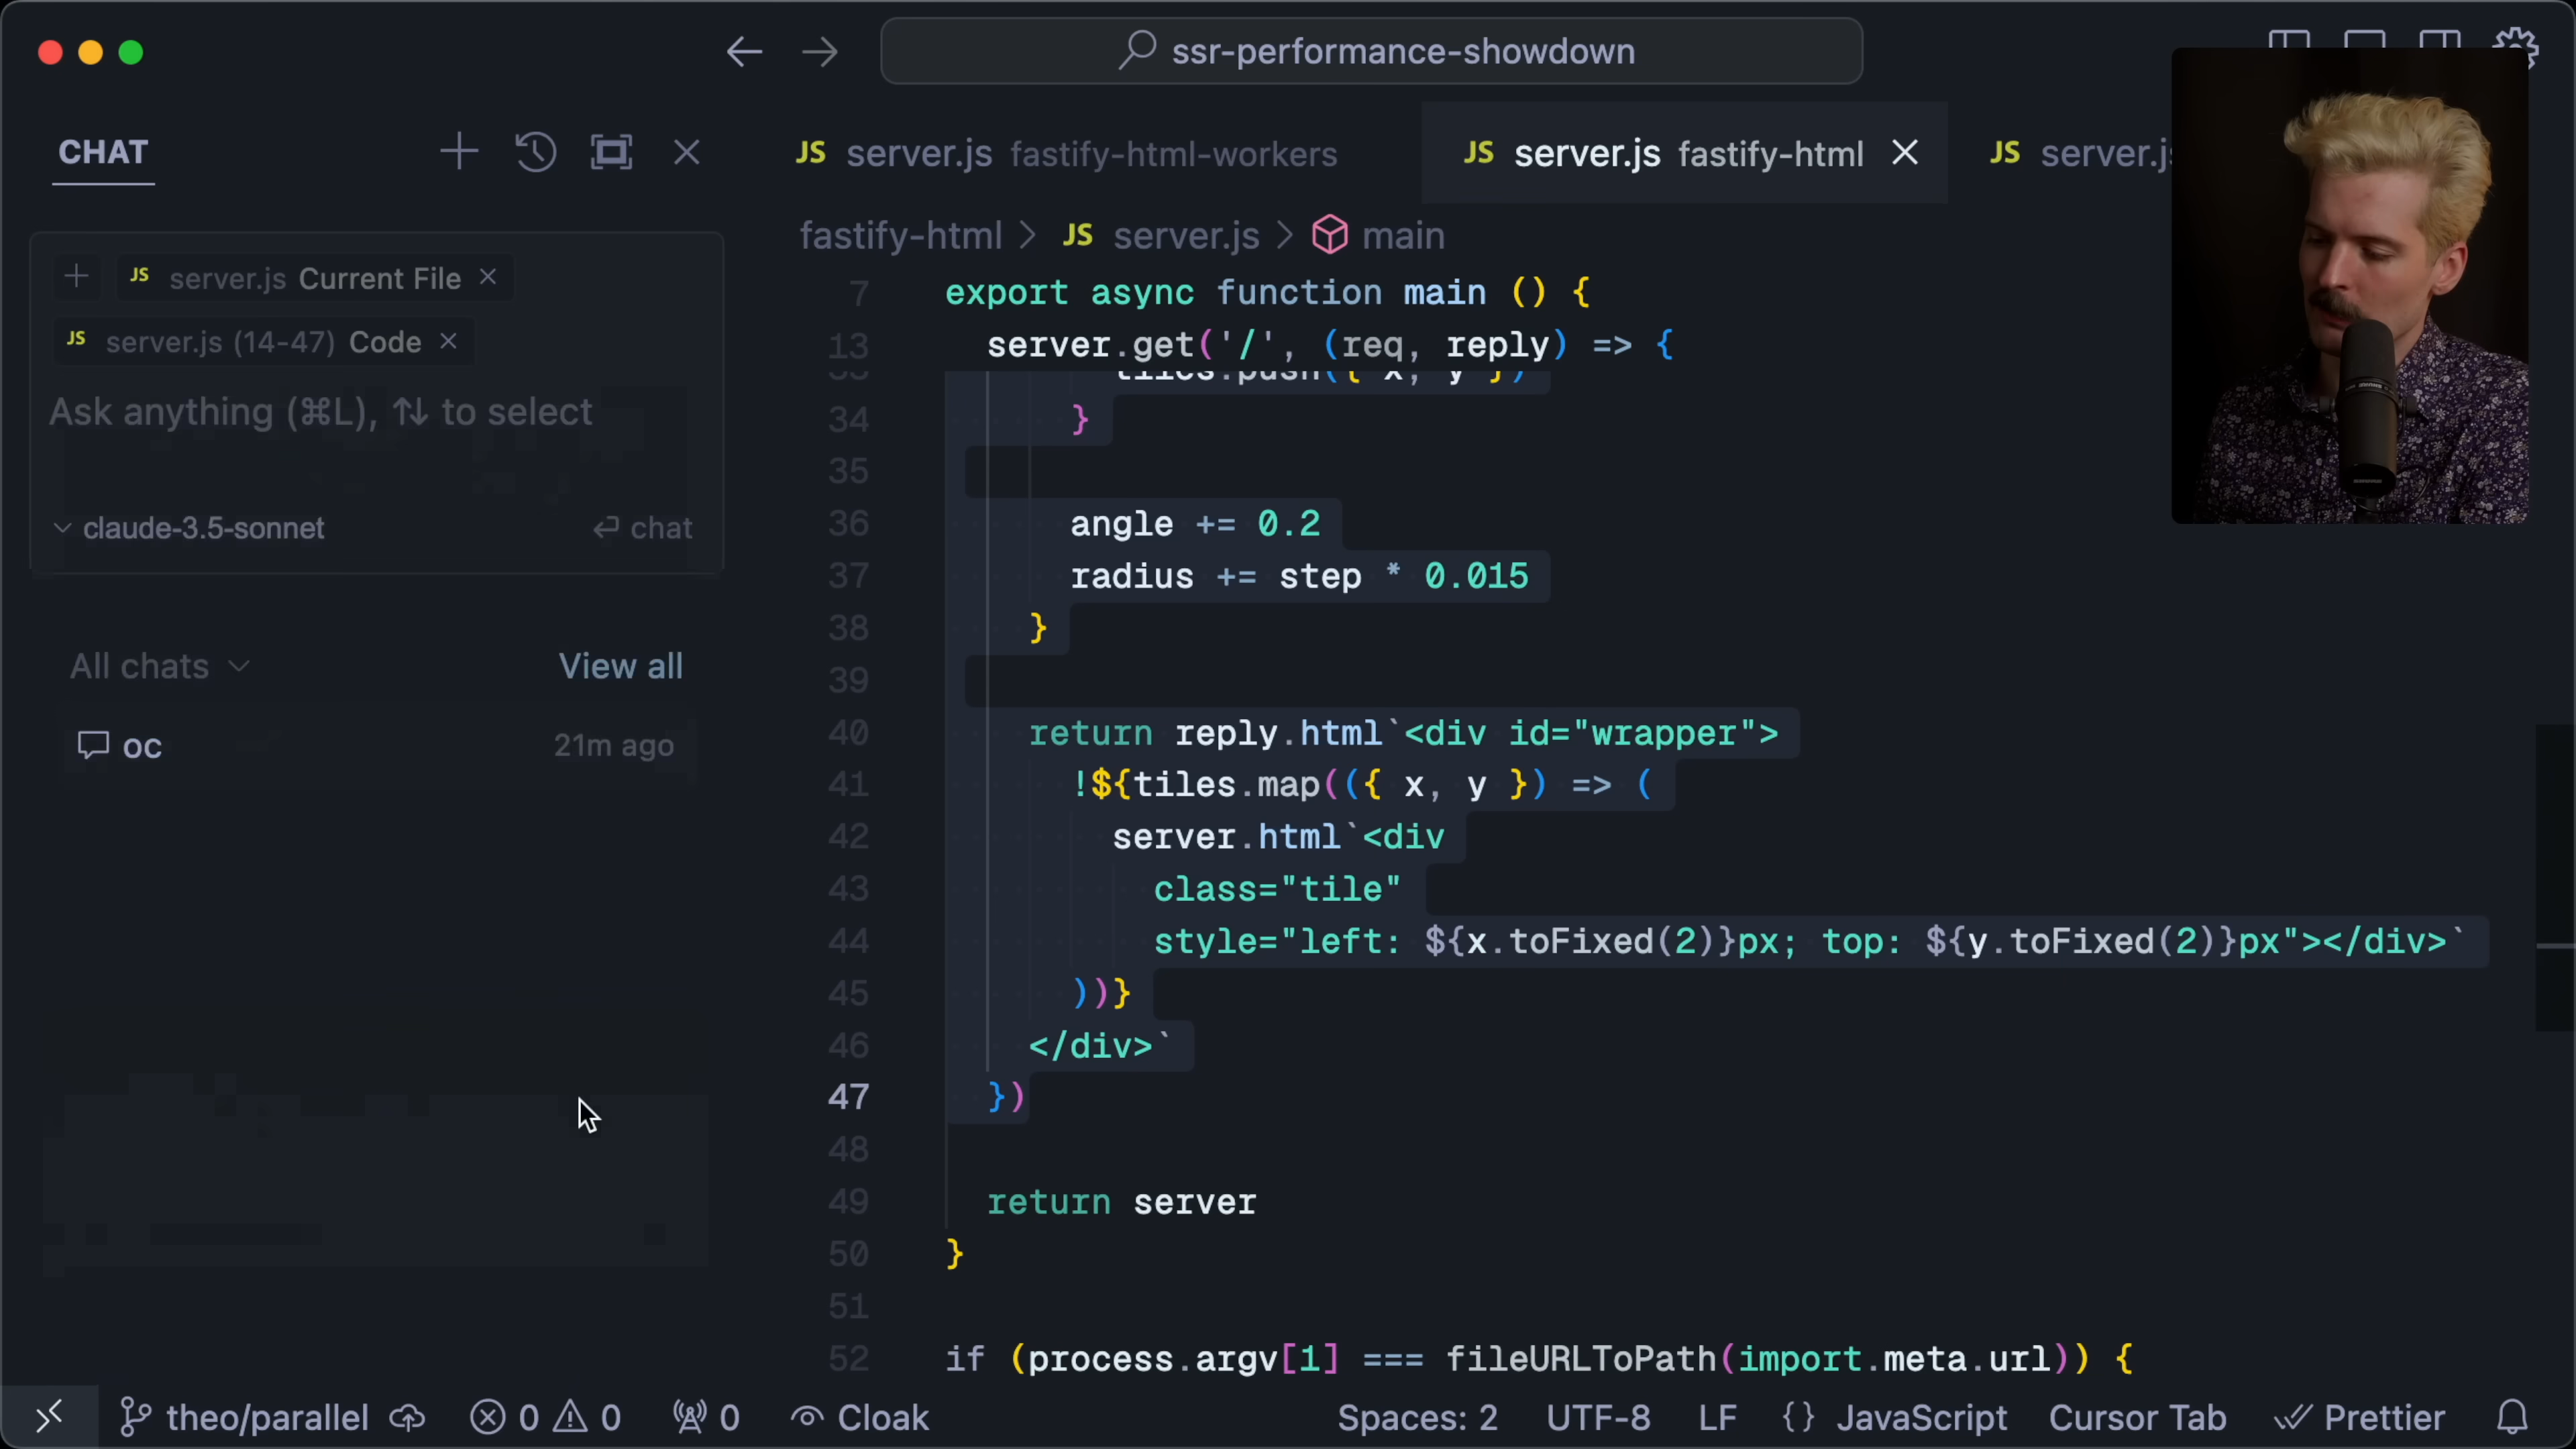 ssr-performance-showdown
CHAT
JS server.js fastify-html-workers
JS server.js fastify-html
JS
fastify-html > JS server.js > main
JS server.js Current File
JS server.js (14-47) Code
Ask anything (⌘L), ↑↓ to select
claude-3.5-sonnet
chat
All chats
View all
oc
21m ago
7 export async function main () {
13 server.get('/', (req, reply) => {
tiles.push({ x, y })
34 }
35
36 angle += 0.2
37 radius += step * 0.015
38 }
39
40 return reply.html`<div id="wrapper">
41 !${tiles.map(({ x, y }) => (
42 server.html`<div
43 class="tile"
44 style="left: ${x.toFixed(2)}px; top: ${y.toFixed(2)}px"></div>`
45 ))}
46 </div>`
47 })
48
49 return server
50 }
51
52 if (process.argv[1] === fileURLToPath(import.meta.url)) {
theo/parallel 0 0 0 Cloak Spaces: 2 UTF-8 LF {} JavaScript Cursor Tab Prettier